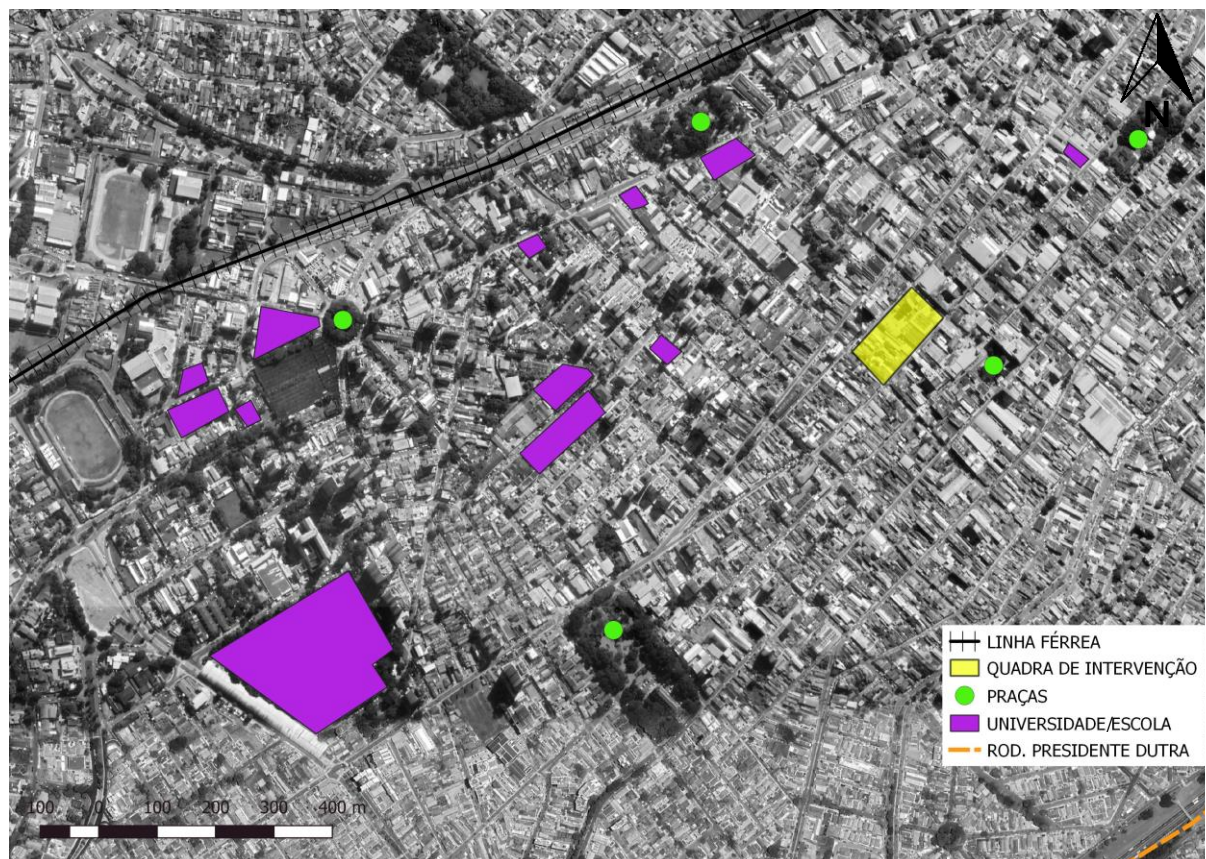 N
LINHA FÉRREA
QUADRA DE INTERVENÇÃO
PRAÇAS
UNIVERSIDADE/ESCOLA
ROD. PRESIDENTE DUTRA
100 0 100 200 300 400 m